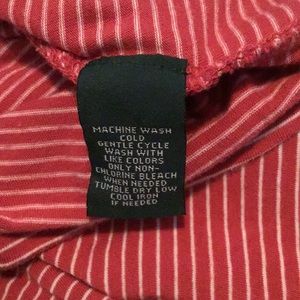 MACHINE WASH
COLD
GENTLE CYCLE
WASH WITH
LIKE COLORS
ONLY NON-
CHLORINE BLEACH
WHEN NEEDED
TUMBLE DRY LOW
COOL IRON
IF NEEDED